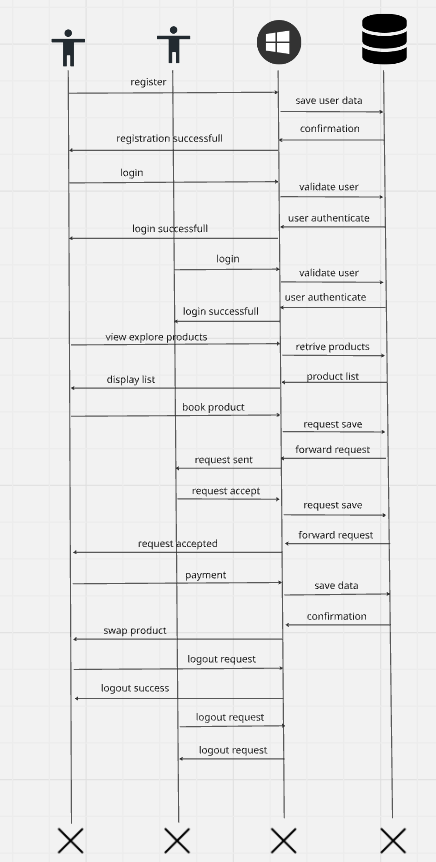 register
save user data
confirmation
registration successfull
login
validate user
user authenticate
login successfull
login
validate user
user authenticate
login successfull
view explore products
retrive products
product list
display list
book product
request save
forward request
request sent
request accept
request save
forward request
request accepted
payment
save data
confirmation
swap product
logout request
logout success
logout request
logout request